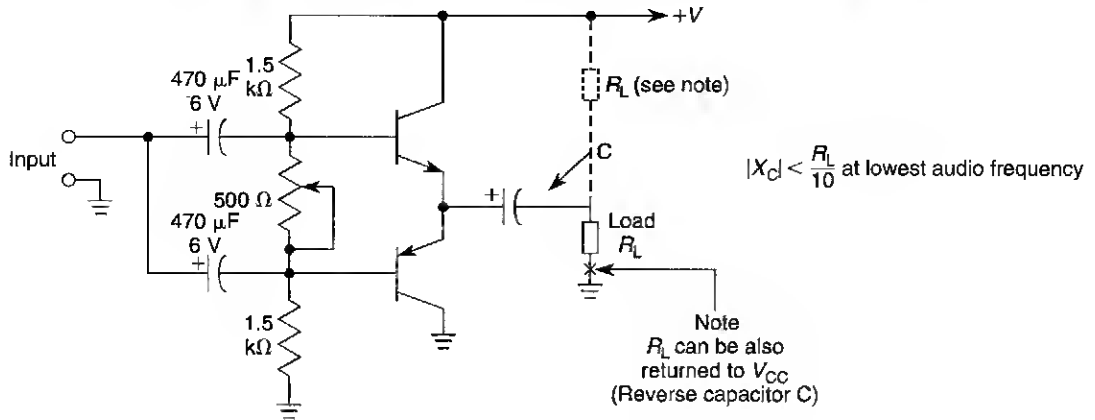 +V
1.5
kΩ
470 μF
6 V
+
R_L (see note)
Input
C
+
|X_C| < R_L/10 at lowest audio frequency
500 Ω
Load
R_L
470 μF
6 V
+
1.5
kΩ
Note
R_L can be also
returned to V_CC
(Reverse capacitor C)